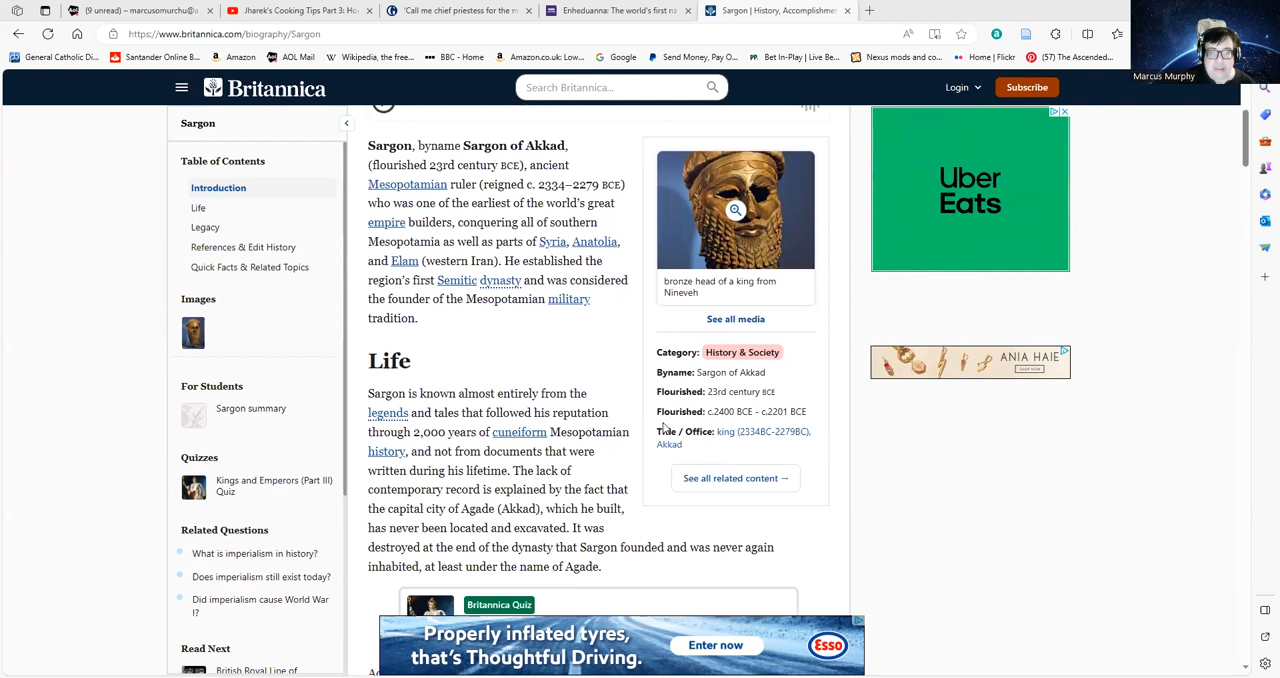 (9 unread) – marcusomurchu@a
Jharek's Cooking Tips Part 3: Ho
"Call me chief priestess for the m
Enheduanna: The world's first na
Sargon | History, Accomplishme
https://www.britannica.com/biography/Sargon
General Catholic Di...
Santander Online B...
Amazon
AOL Mail
Wikipedia, the free...
BBC - Home
Amazon.co.uk: Low...
Google
Send Money, Pay O...
Bet In-Play | Live Be...
Nexus mods and co...
Home | Flickr
(57) The Ascended...
Marcus Murphy
Britannica
Search Britannica...
Login
Subscribe
Sargon
Table of Contents
Introduction
Life
Legacy
References & Edit History
Quick Facts & Related Topics
Images
For Students
Sargon summary
Quizzes
Kings and Emperors (Part III)
Quiz
Related Questions
What is imperialism in history?
Does imperialism still exist today?
Did imperialism cause World War
I?
Read Next
British Royal Line of
Sargon, byname Sargon of Akkad,
(flourished 23rd century BCE), ancient
Mesopotamian ruler (reigned c. 2334–2279 BCE)
who was one of the earliest of the world's great
empire builders, conquering all of southern
Mesopotamia as well as parts of Syria, Anatolia,
and Elam (western Iran). He established the
region's first Semitic dynasty and was considered
the founder of the Mesopotamian military
tradition.
Life
Sargon is known almost entirely from the
legends and tales that followed his reputation
through 2,000 years of cuneiform Mesopotamian
history, and not from documents that were
written during his lifetime. The lack of
contemporary record is explained by the fact that
the capital city of Agade (Akkad), which he built,
has never been located and excavated. It was
destroyed at the end of the dynasty that Sargon founded and was never again
inhabited, at least under the name of Agade.
Britannica Quiz
bronze head of a king from
Nineveh
See all media
Category: History & Society
Byname: Sargon of Akkad
Flourished: 23rd century BCE
Flourished: c.2400 BCE - c.2201 BCE
Title / Office: king (2334BC-2279BC),
Akkad
See all related content →
Uber
Eats
ANIA HAIE
Properly inflated tyres,
that's Thoughtful Driving.
Enter now
Esso